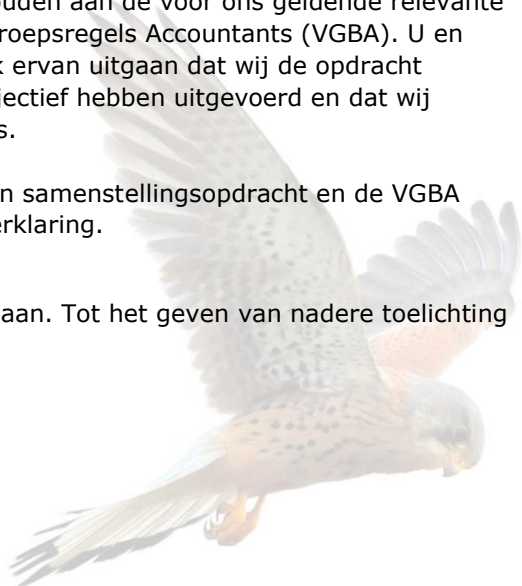 ouden aan de voor ons geldende relevante
roepsregels Accountants (VGBA). U en
k ervan uitgaan dat wij de opdracht
jectief hebben uitgevoerd en dat wij
s.
n samenstellingsopdracht en de VGBA
erklaring.
aan. Tot het geven van nadere toelichting